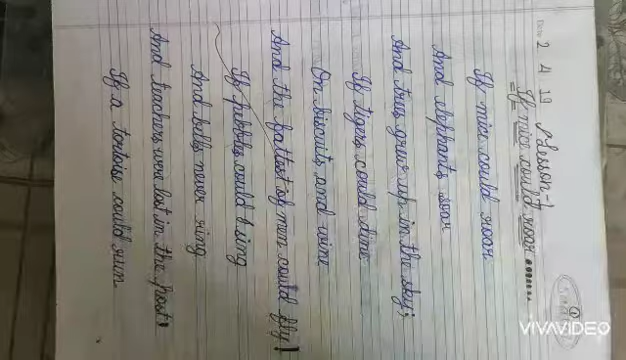 2 4 19
Lesson-1
If mice could roar
If mice could roar
And elephants soar
And trees grew up in the sky;
If tigers could dine
On biscuits and wine
And the fattest of men could fly!
If pebbles could sing
And bells never ring
And teachers were lost in the post;
If a tortoise could run
VIVAVIDEO